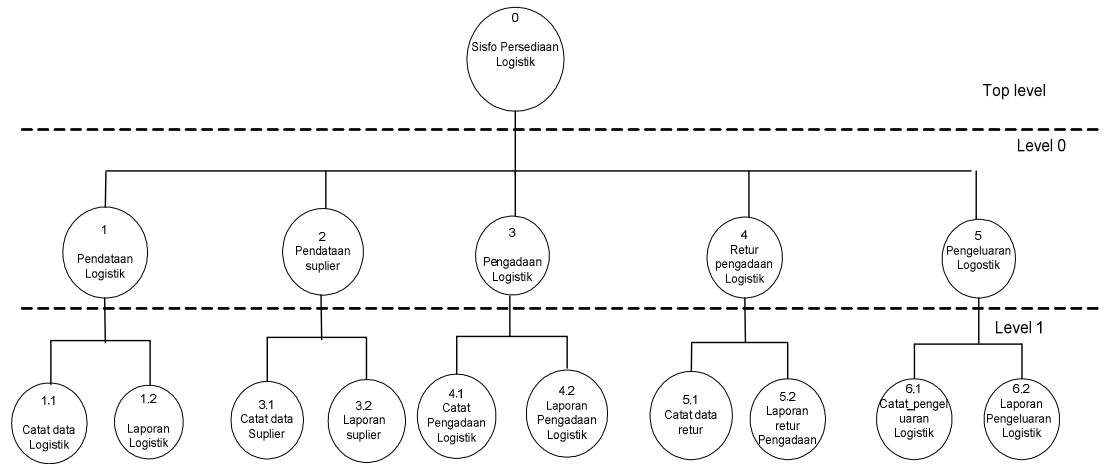 0
Sisfo Persediaan
Logistik
Top level
Level 0
1
Pendataan
Logistik
2
Pendataan
suplier
3
Pengadaan
Logistik
4
Retur
pengadaan
Logistik
5
Pengeluaran
Logostik
Level 1
1.1
Catat data
Logistik
1.2
Laporan
Logistik
3.1
Catat data
Suplier
3.2
Laporan
suplier
4.1
Catat
Pengadaan
Logistik
4.2
Laporan
Pengadaan
Logistik
5.1
Catat data
retur
5.2
Laporan
retur
Pengadaan
6.1
Catat_pengel
uaran
Logistik
6.2
Laporan
Pengeluaran
Logistik